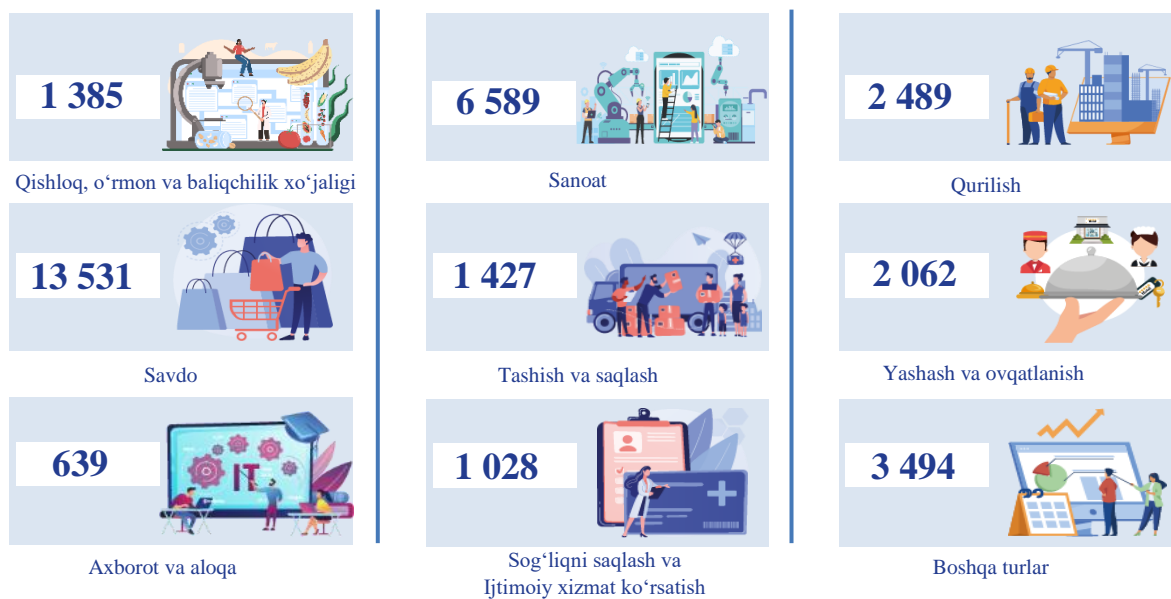 1 385
Qishloq, o‘rmon va baliqchilik xo‘jaligi
6 589
Sanoat
2 489
Qurilish
13 531
Savdo
1 427
Tashish va saqlash
2 062
Yashash va ovqatlanish
639
IT
Axborot va aloqa
1 028
Sog‘liqni saqlash va
Ijtimoiy xizmat ko‘rsatish
3 494
Boshqa turlar